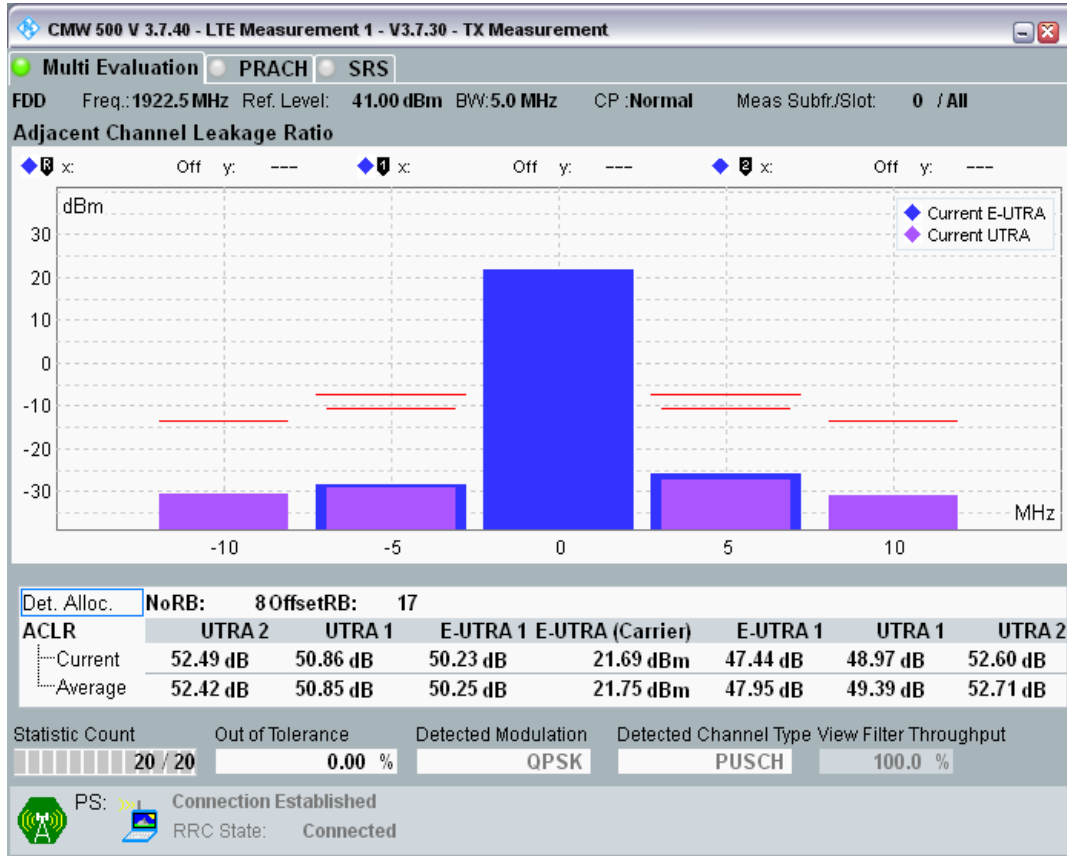 CMW 500 V 3.7.40 - LTE Measurement 1 - V3.7.30 - TX Measurement
Multi Evaluation PRACH SRS
FDD Freq.: 1922.5 MHz Ref. Level: 41.00 dBm BW: 5.0 MHz CP : Normal Meas Subfr./Slot: 0 / All
Adjacent Channel Leakage Ratio
R x: Off y: --- 1 x: Off y: --- 2 x: Off y: ---
dBm
Current E-UTRA
Current UTRA
30
20
10
0
-10
-20
-30
MHz
-10 -5 0 5 10
Det. Alloc. NoRB: 8 OffsetRB: 17
ACLR UTRA 2 UTRA 1 E-UTRA 1 E-UTRA (Carrier) E-UTRA 1 UTRA 1 UTRA 2
Current 52.49 dB 50.86 dB 50.23 dB 21.69 dBm 47.44 dB 48.97 dB 52.60 dB
Average 52.42 dB 50.85 dB 50.25 dB 21.75 dBm 47.95 dB 49.39 dB 52.71 dB
Statistic Count Out of Tolerance Detected Modulation Detected Channel Type View Filter Throughput
20 / 20 0.00 % QPSK PUSCH 100.0 %
PS: Connection Established
RRC State: Connected